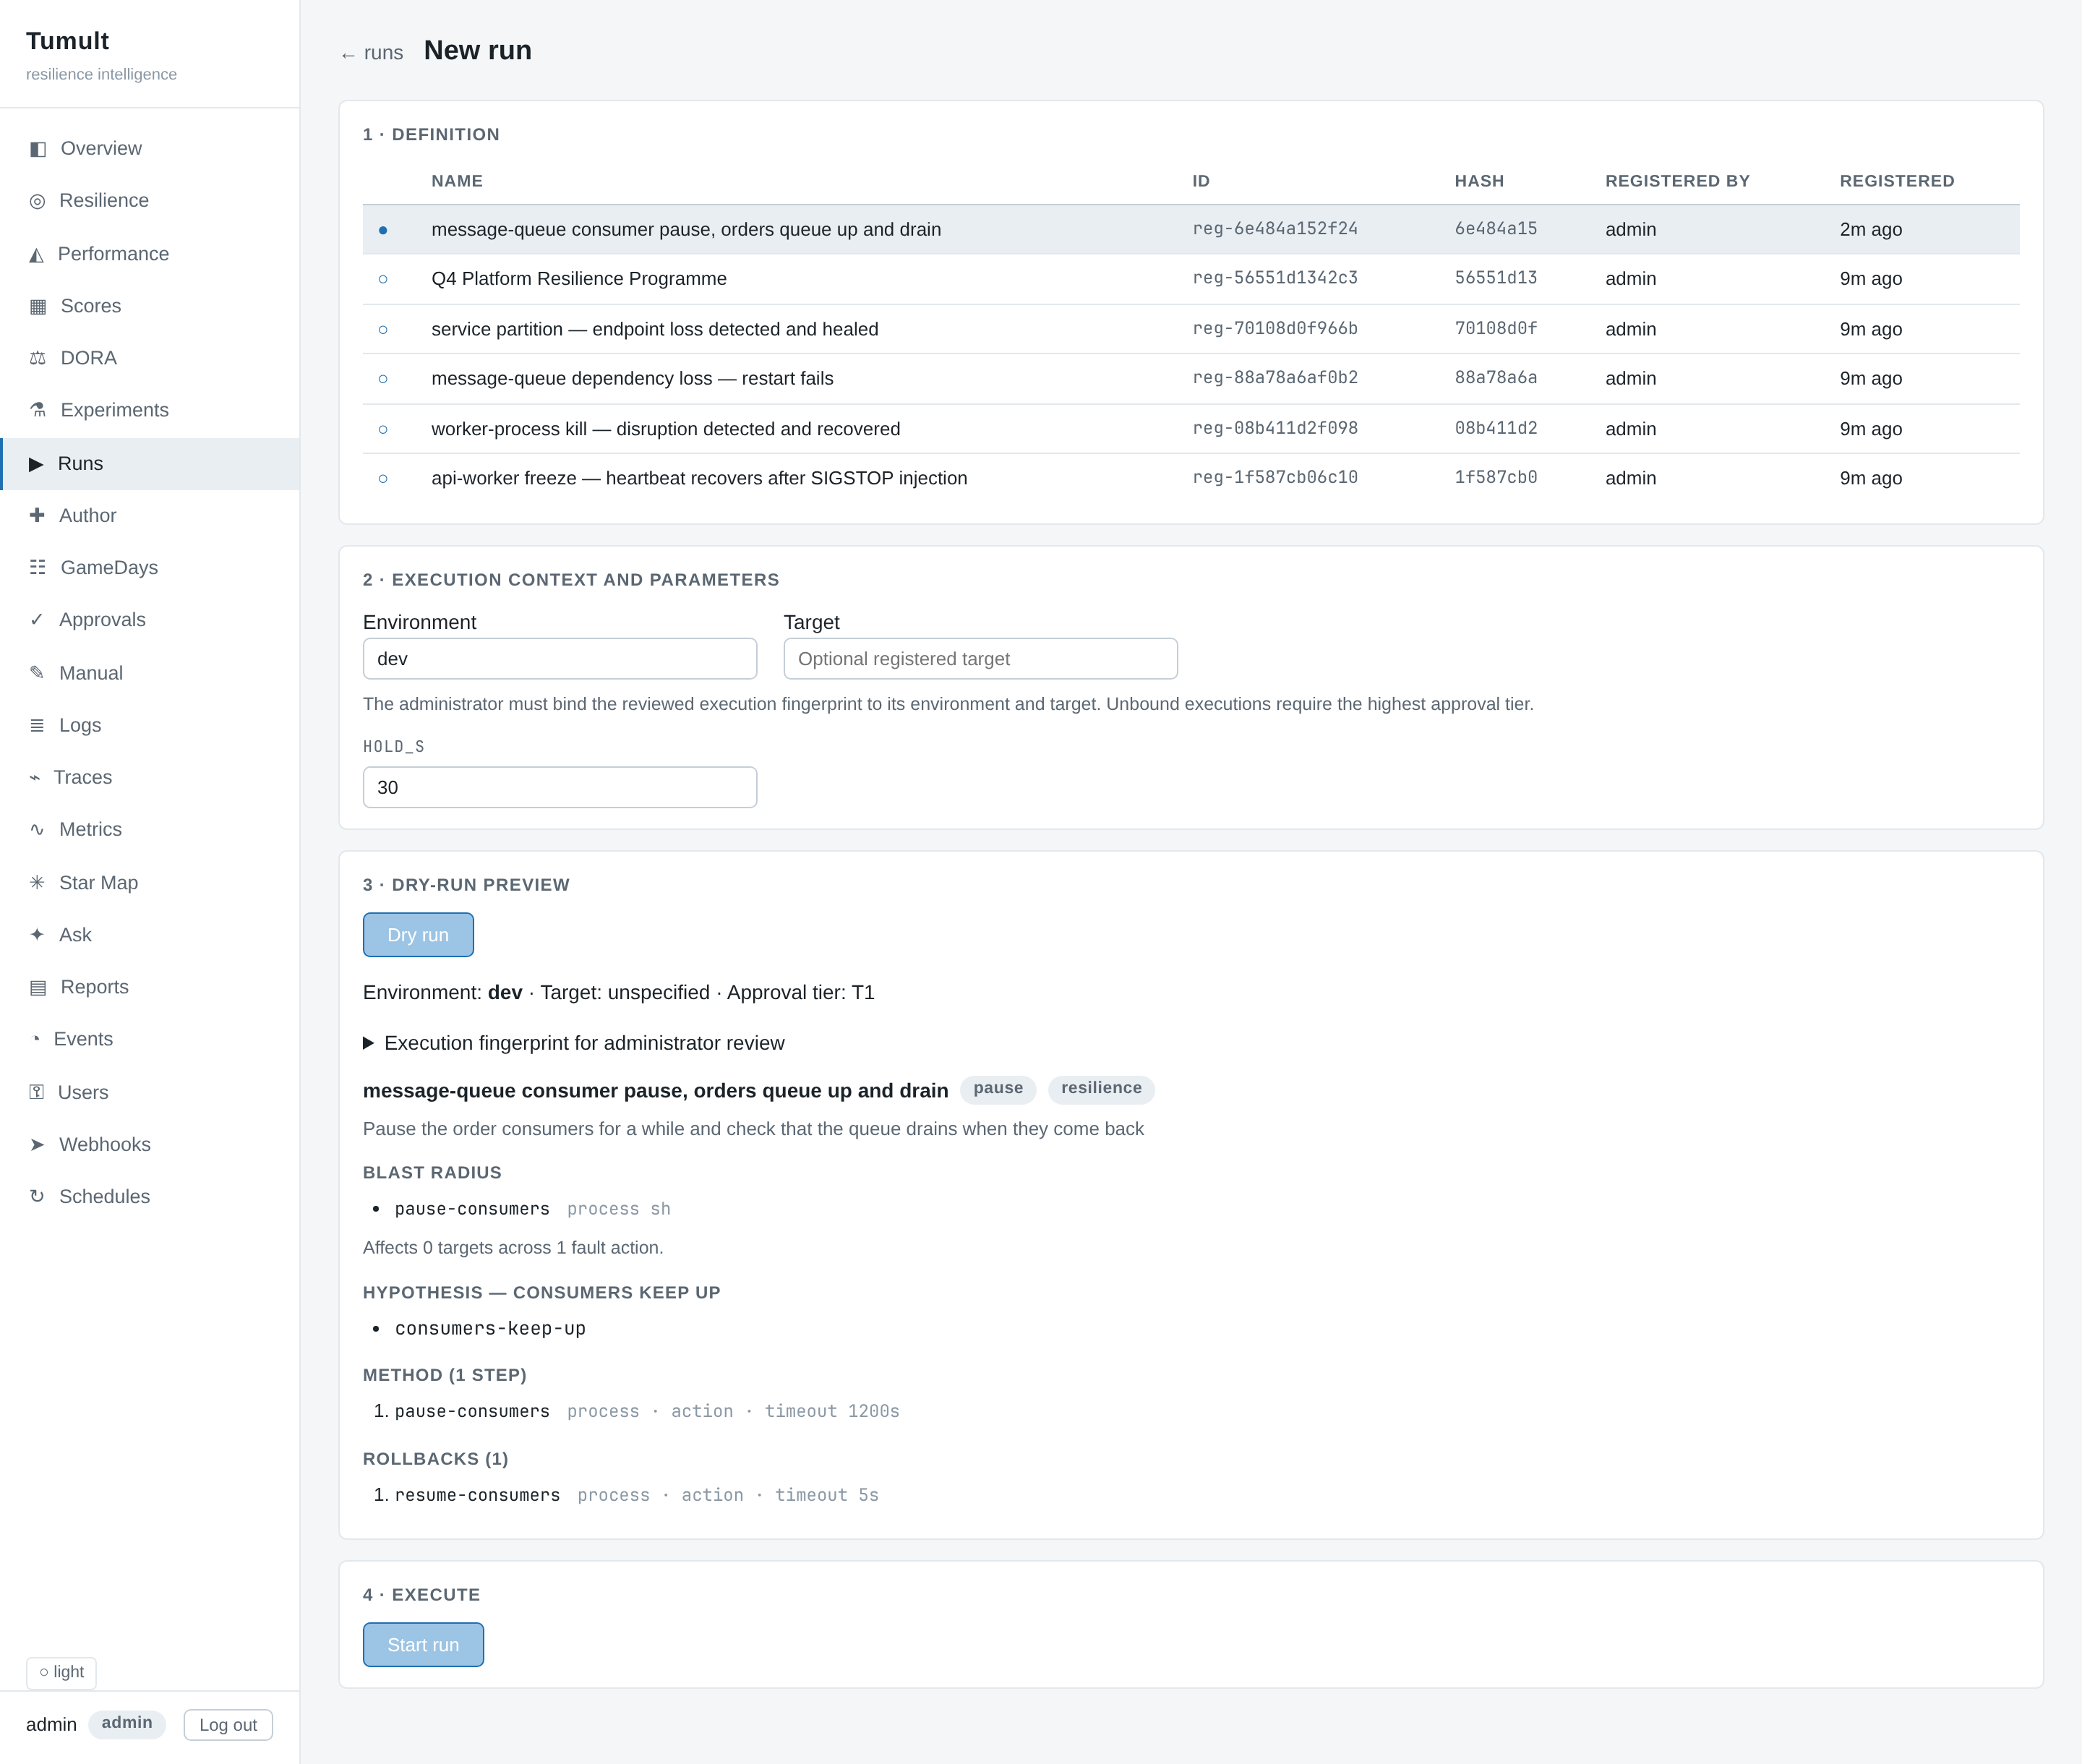 Tumult
resilience intelligence
Overview
Resilience
Performance
Scores
DORA
Experiments
Runs
Author
GameDays
Approvals
Manual
Logs
Traces
Metrics
Star Map
Ask
Reports
Events
Users
Webhooks
Schedules
○ light
admin admin Log out
← runs New run
1 · DEFINITION
NAME ID HASH REGISTERED BY REGISTERED
message-queue consumer pause, orders queue up and drain reg-6e484a152f24 6e484a15 admin 2m ago
Q4 Platform Resilience Programme reg-56551d1342c3 56551d13 admin 9m ago
service partition — endpoint loss detected and healed reg-70108d0f966b 70108d0f admin 9m ago
message-queue dependency loss — restart fails reg-88a78a6af0b2 88a78a6a admin 9m ago
worker-process kill — disruption detected and recovered reg-08b411d2f098 08b411d2 admin 9m ago
api-worker freeze — heartbeat recovers after SIGSTOP injection reg-1f587cb06c10 1f587cb0 admin 9m ago
2 · EXECUTION CONTEXT AND PARAMETERS
Environment Target
dev Optional registered target
The administrator must bind the reviewed execution fingerprint to its environment and target. Unbound executions require the highest approval tier.
HOLD_S
30
3 · DRY-RUN PREVIEW
Dry run
Environment: dev · Target: unspecified · Approval tier: T1
▶ Execution fingerprint for administrator review
message-queue consumer pause, orders queue up and drain pause resilience
Pause the order consumers for a while and check that the queue drains when they come back
BLAST RADIUS
• pause-consumers process sh
Affects 0 targets across 1 fault action.
HYPOTHESIS — CONSUMERS KEEP UP
• consumers-keep-up
METHOD (1 STEP)
1. pause-consumers process · action · timeout 1200s
ROLLBACKS (1)
1. resume-consumers process · action · timeout 5s
4 · EXECUTE
Start run